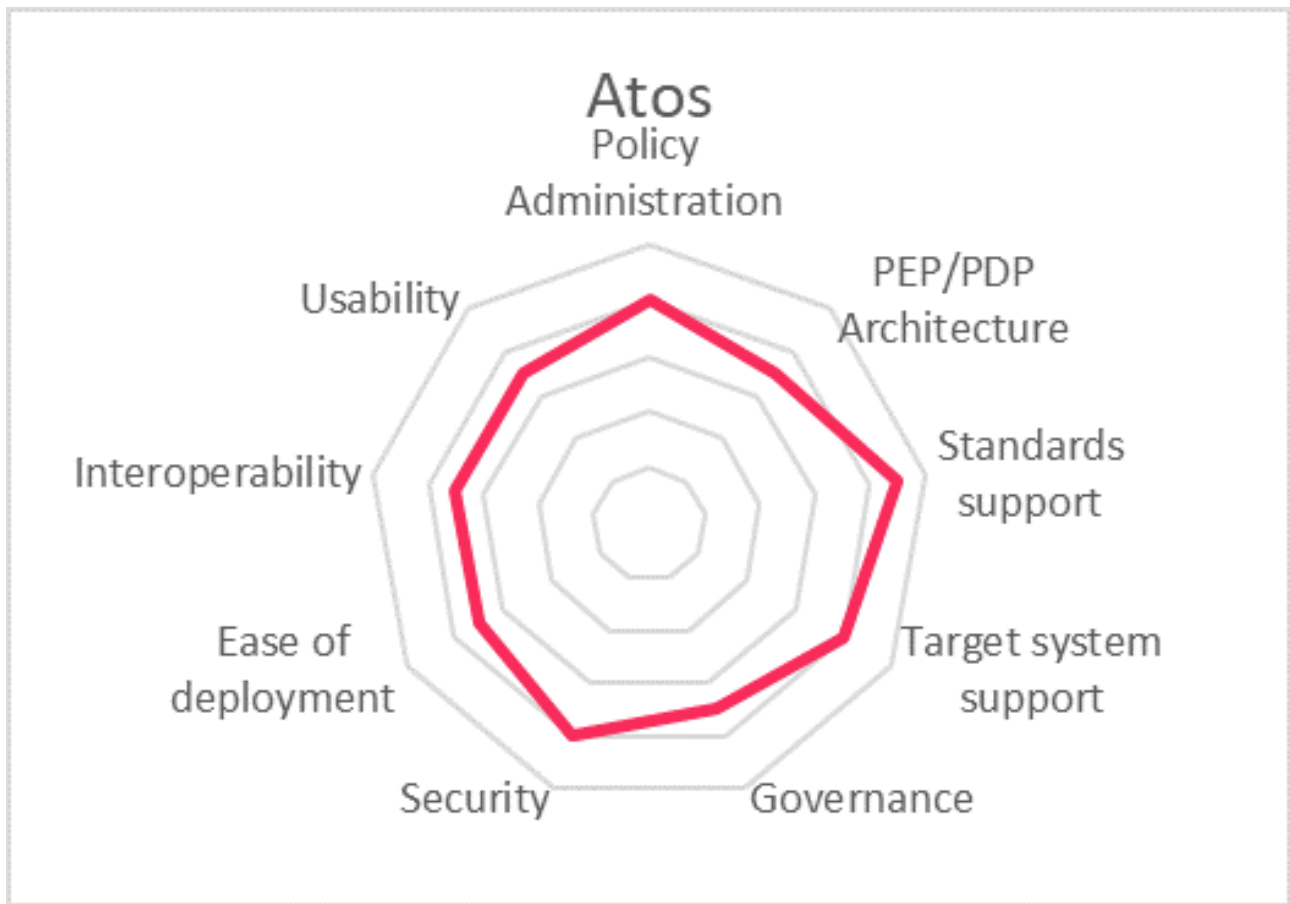 Atos
Policy
Administration
PEP/PDP
Architecture
Usability
Standards
support
Interoperability
Target system
support
Ease of
deployment
Governance
Security